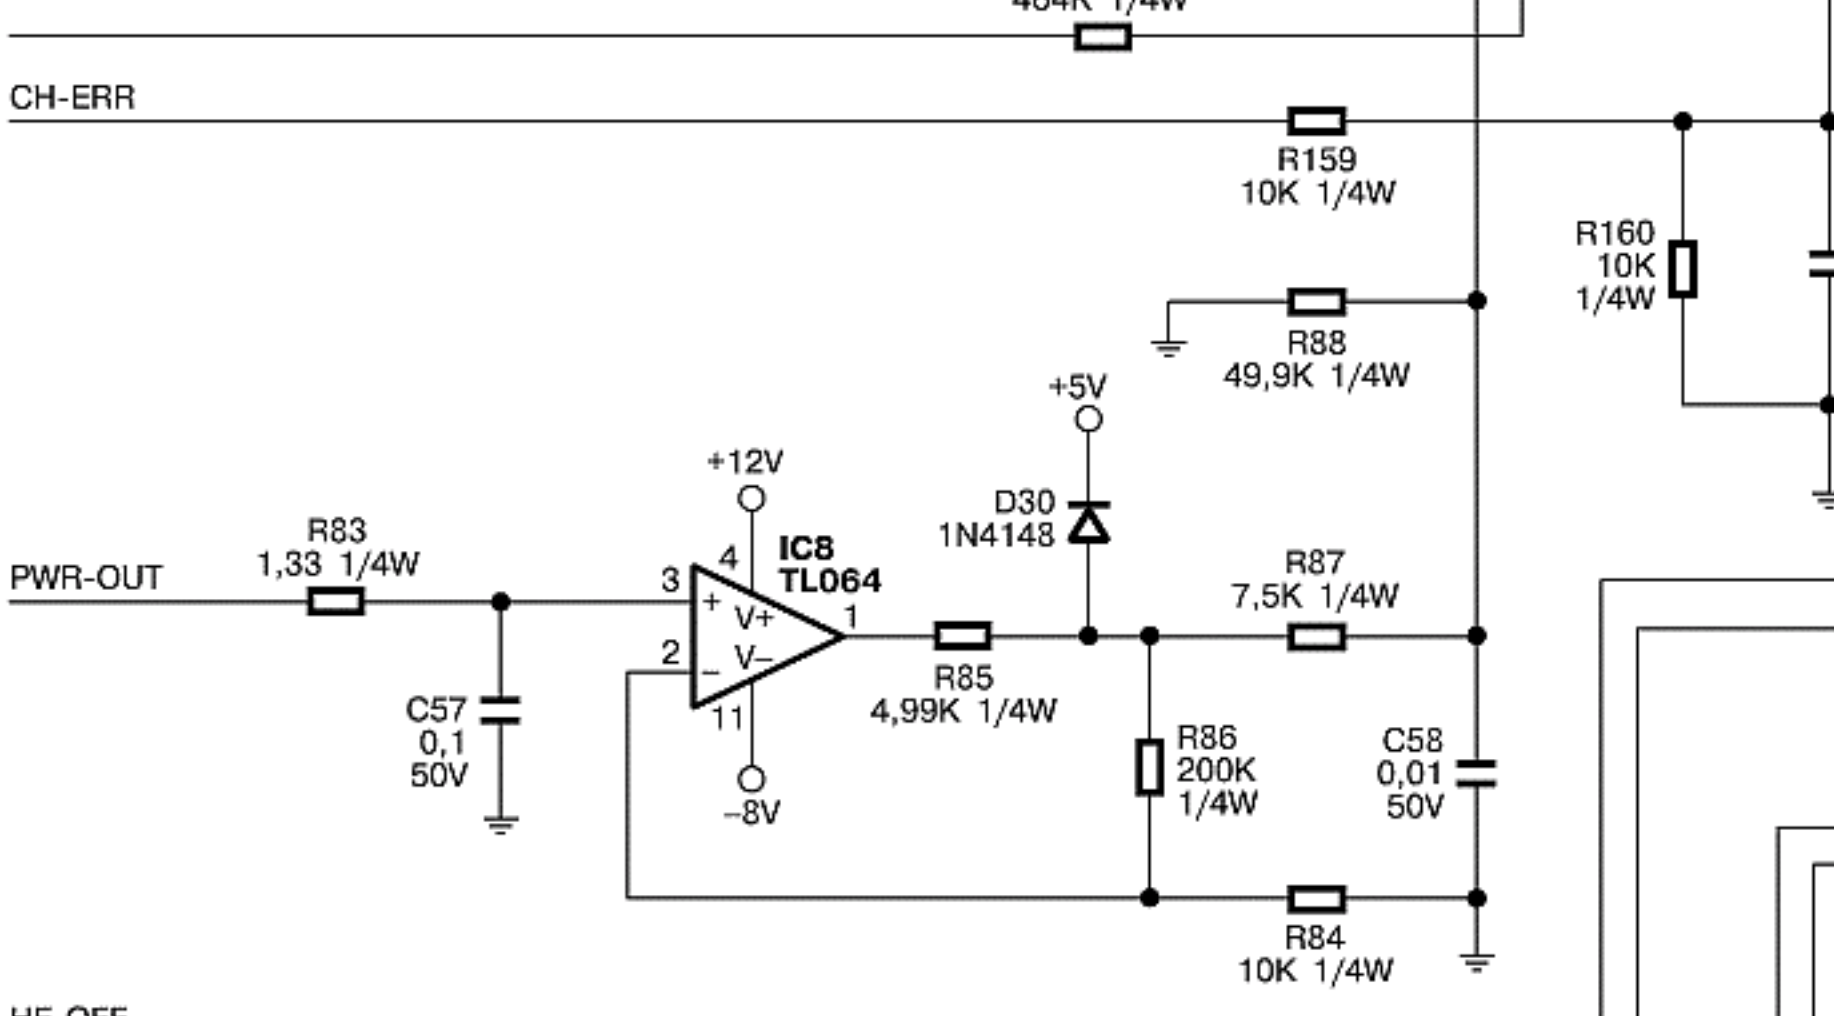 CH-ERR
R159
10K 1/4W
R160
10K
1/4W
R88
49,9K 1/4W
+5V
+12V
D30
1N4148
R83
1,33 1/4W
PWR-OUT
4
IC8
TL064
3
+
V+
1
2
–
V–
11
–8V
R85
4,99K 1/4W
R87
7,5K 1/4W
C57
0,1
50V
R86
200K
1/4W
C58
0,01
50V
R84
10K 1/4W